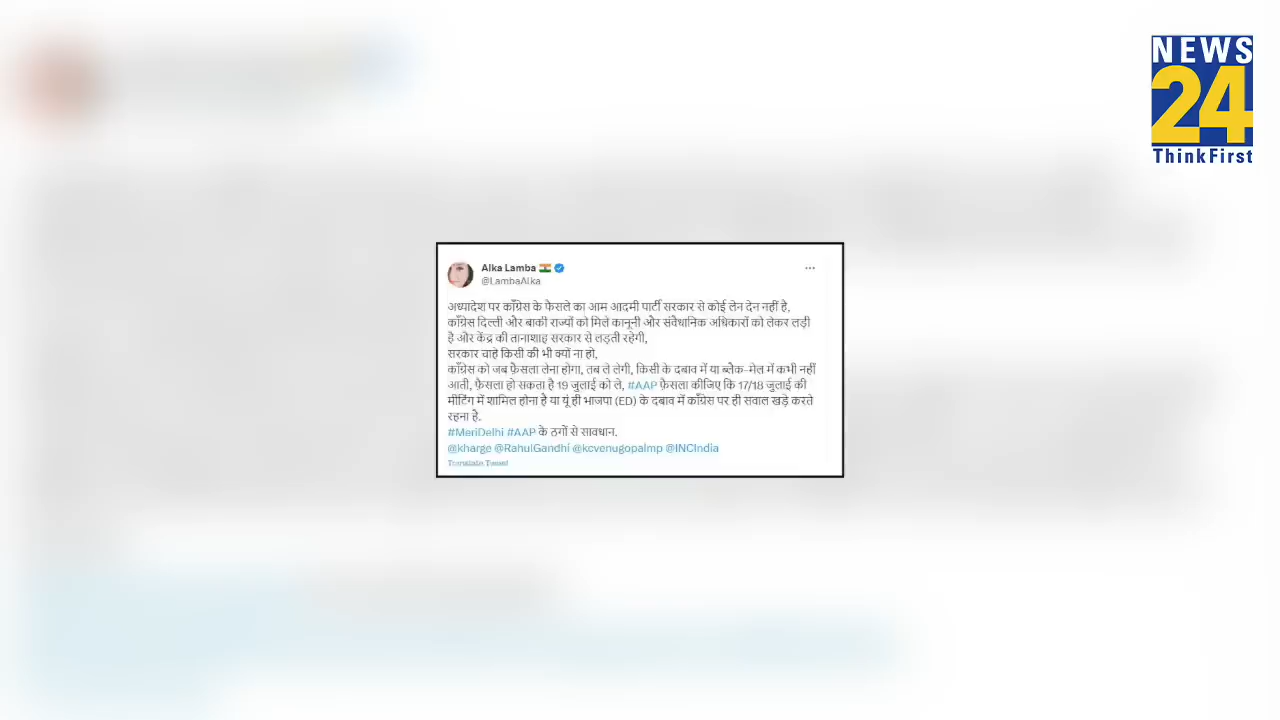 NEWS
24
ThinkFirst
Alka Lamba
@LambaAlka
अध्यादेश पर काँग्रेस के फैसले का आम आदमी पार्टी सरकार से कोई लेन देन नहीं है,
काँग्रेस दिल्ली और बाकी राज्यों को मिले कानूनी और संवैधानिक अधिकारों को लेकर लड़ी
है और केंद्र की तानाशाह सरकार से लड़ती रहेगी,
सरकार चाहे किसी की भी क्यों ना हो,
काँग्रेस को जब फ़ैसला लेना होगा, तब ले लेगी, किसी के दबाव में या ब्लैक-मेल में कभी नहीं
आती, फ़ैसला हो सकता है 19 जुलाई को ले, #AAP फ़ैसला कीजिए कि 17/18 जुलाई की
मीटिंग में शामिल होना है या यूं ही भाजपा (ED) के दबाव में काँग्रेस पर ही सवाल खड़े करते
रहना है.
#MeriDelhi #AAP के ठगों से सावधान.
@kharge @RahulGandhi @kcvenugopalmp @INCIndia
Translate Tweet